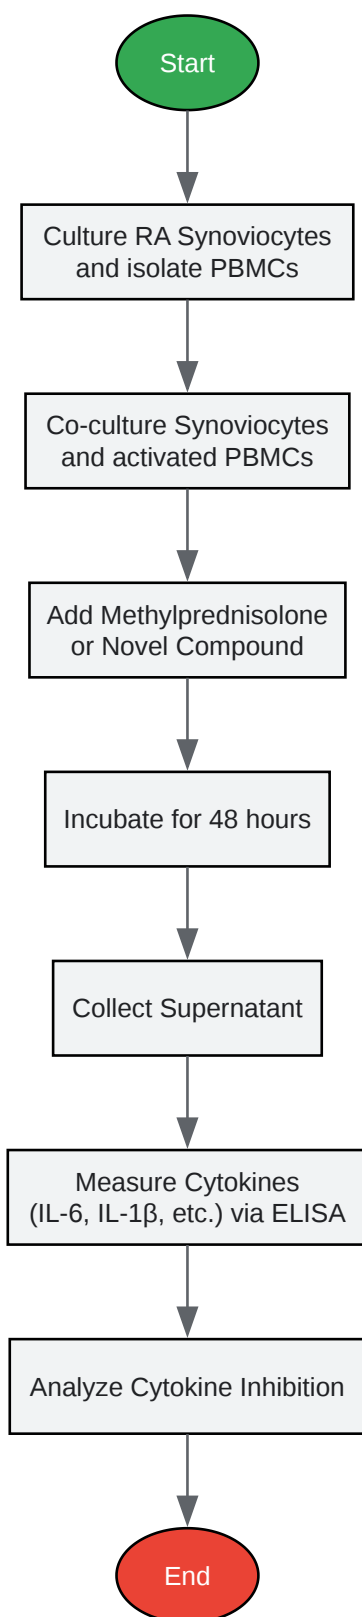 Start
Culture RA Synoviocytes
and isolate PBMCs
Co-culture Synoviocytes
and activated PBMCs
Add Methylprednisolone
or Novel Compound
Incubate for 48 hours
Collect Supernatant
Measure Cytokines
(IL-6, IL-1β, etc.) via ELISA
Analyze Cytokine Inhibition
End